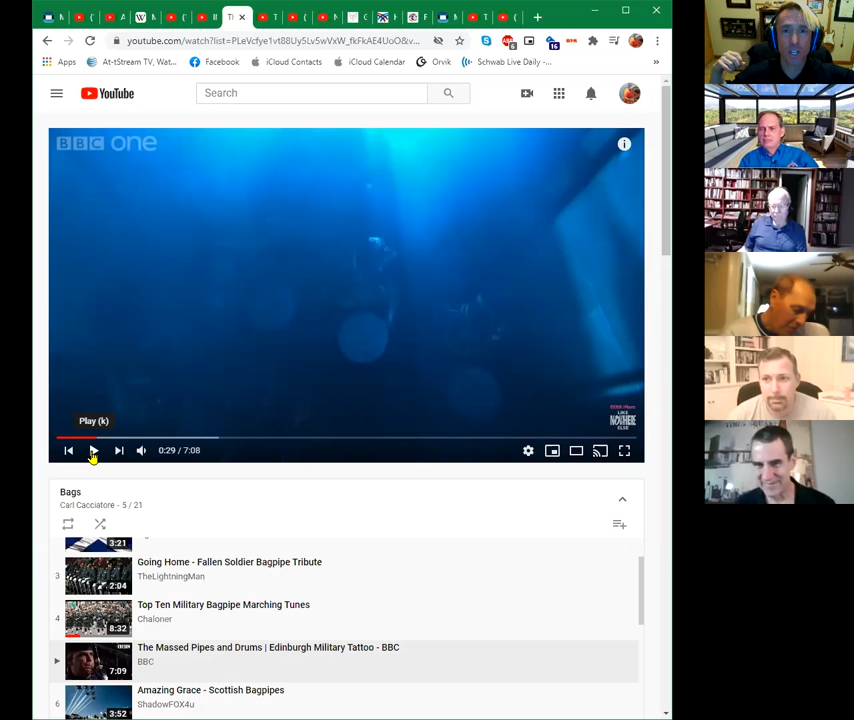 youtube.com/watch?list=PLeVcfye1vt88Uy5Lv5wVxW_fkFkAE4UoO&v...
Apps
At-tStream TV, Wat...
Facebook
iCloud Contacts
iCloud Calendar
Orvik
Schwab Live Daily -...
»
YouTube
Search
BBC one
LIKE NOWHERE ELSE
Play (k)
0:29 / 7:08
Bags
Carl Cacciatore - 5 / 21
3:21
3
2:04
Going Home - Fallen Soldier Bagpipe Tribute
TheLightningMan
4
8:32
Top Ten Military Bagpipe Marching Tunes
Chaloner
7:09
The Massed Pipes and Drums | Edinburgh Military Tattoo - BBC
BBC
6
3:52
Amazing Grace - Scottish Bagpipes
ShadowFOX4u